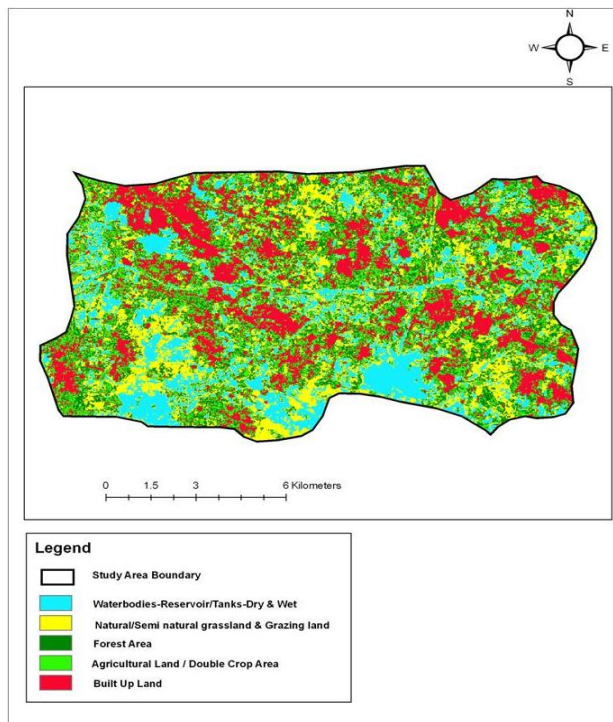 N
W E
S
0 1.5 3 6 Kilometers
Legend
Study Area Boundary
Waterbodies-Reservoir/Tanks-Dry & Wet
Natural/Semi natural grassland & Grazing land
Forest Area
Agricultural Land / Double Crop Area
Built Up Land